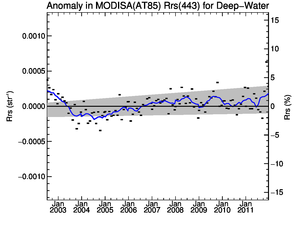 Anomaly in MODISA(AT85) Rrs(443) for Deep-Water
0.0010
0.0005
0.0000
-0.0005
-0.0010
Rrs (str⁻¹)
15
10
5
0
-5
-10
-15
Rrs (%)
Jan Jan Jan Jan Jan Jan Jan Jan Jan
2003 2004 2005 2006 2007 2008 2009 2010 2011